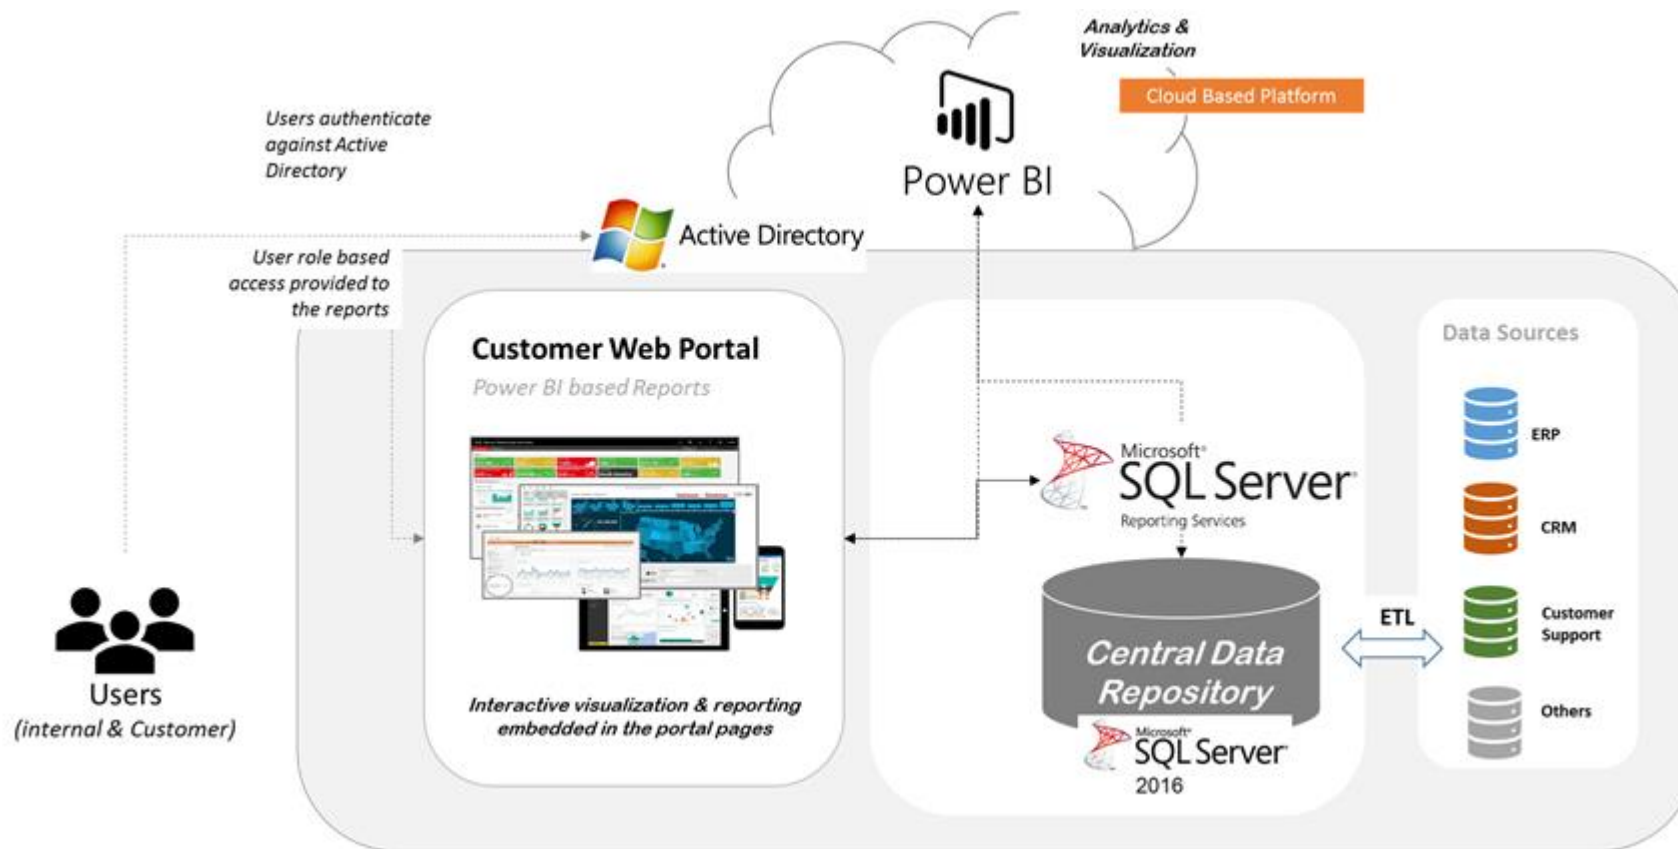 Analytics &
Visualization
Cloud Based Platform
Power BI
Users authenticate
against Active
Directory
Active Directory
User role based
access provided to
the reports
Customer Web Portal
Power BI based Reports
Interactive visualization & reporting
embedded in the portal pages
Users
(internal & Customer)
Microsoft®
SQL Server®
Reporting Services
Central Data
Repository
Microsoft®
SQL Server®
2016
ETL
Data Sources
ERP
CRM
Customer
Support
Others